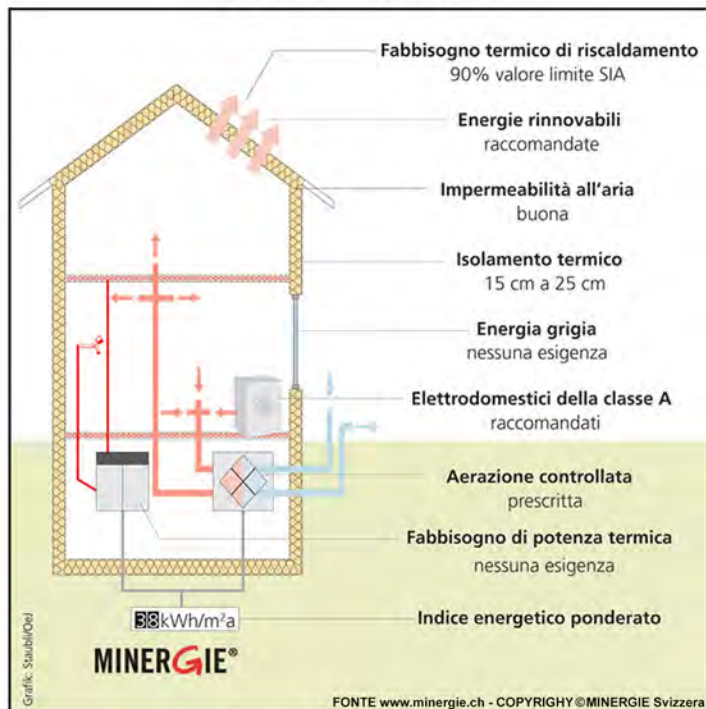 Fabbisogno termico di riscaldamento
90% valore limite SIA
Energie rinnovabili
raccomandate
Impermeabilità all'aria
buona
Isolamento termico
15 cm a 25 cm
Energia grigia
nessuna esigenza
Elettrodomestici della classe A
raccomandati
Aerazione controllata
prescritta
Fabbisogno di potenza termica
nessuna esigenza
Indice energetico ponderato
38kWh/m²a
MINERGIE®
Grafik: Staubli/OeJ
FONTE www.minergie.ch - COPYRIGHY ©MINERGIE Svizzera